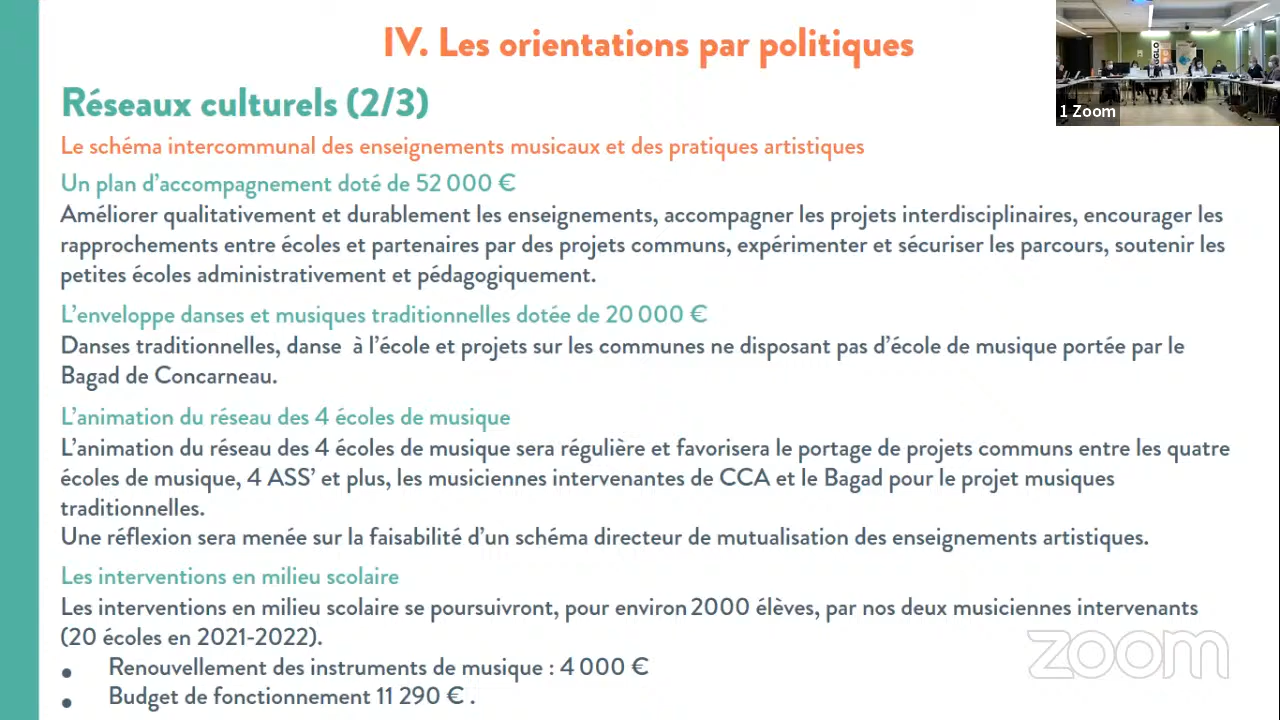 IV. Les orientations par politiques
Réseaux culturels (2/3)
Le schéma intercommunal des enseignements musicaux et des pratiques artistiques
Un plan d'accompagnement doté de 52 000 €
Améliorer qualitativement et durablement les enseignements, accompagner les projets interdisciplinaires, encourager les
rapprochements entre écoles et partenaires par des projets communs, expérimenter et sécuriser les parcours, soutenir les
petites écoles administrativement et pédagogiquement.
L'enveloppe danses et musiques traditionnelles dotée de 20 000 €
Danses traditionnelles, danse à l'école et projets sur les communes ne disposant pas d'école de musique portée par le
Bagad de Concarneau.
L'animation du réseau des 4 écoles de musique
L'animation du réseau des 4 écoles de musique sera régulière et favorisera le portage de projets communs entre les quatre
écoles de musique, 4 ASS' et plus, les musiciennes intervenantes de CCA et le Bagad pour le projet musiques
traditionnelles.
Une réflexion sera menée sur la faisabilité d'un schéma directeur de mutualisation des enseignements artistiques.
Les interventions en milieu scolaire
Les interventions en milieu scolaire se poursuivront, pour environ 2000 élèves, par nos deux musiciennes intervenants
(20 écoles en 2021-2022).
• Renouvellement des instruments de musique : 4 000 €
• Budget de fonctionnement 11 290 € .
1 Zoom
zoom